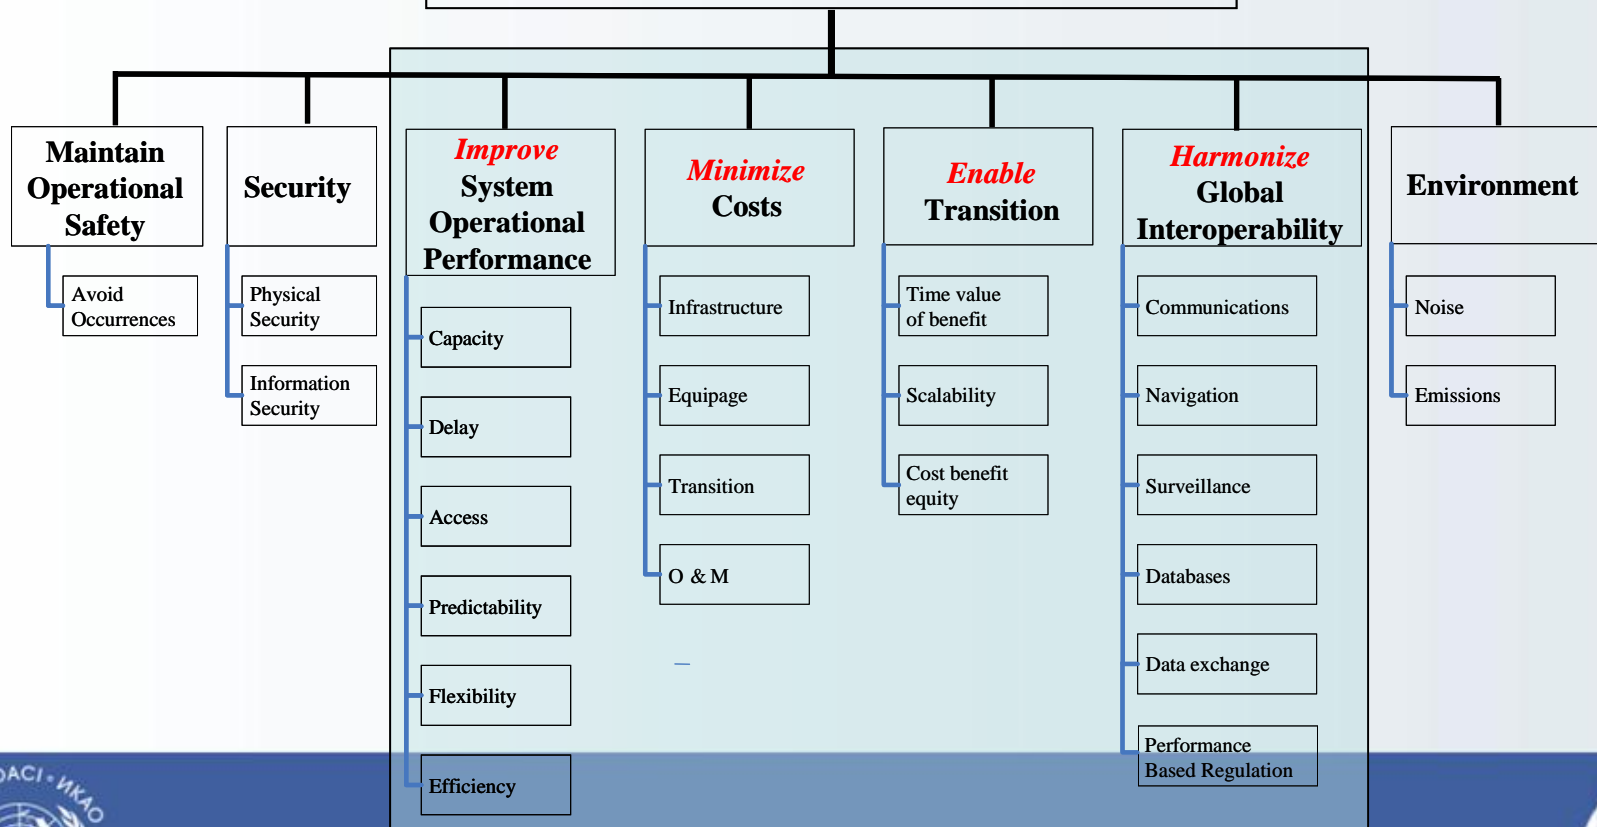 Maintain
Operational
Safety
Avoid
Occurrences
Security
Physical
Security
Information
Security
Improve
System
Operational
Performance
Capacity
Delay
Access
Predictability
Flexibility
Efficiency
Minimize
Costs
Infrastructure
Equipage
Transition
O & M
Enable
Transition
Time value
of benefit
Scalability
Cost benefit
equity
Harmonize
Global
Interoperability
Communications
Navigation
Surveillance
Databases
Data exchange
Performance
Based Regulation
Environment
Noise
Emissions
ИКАО